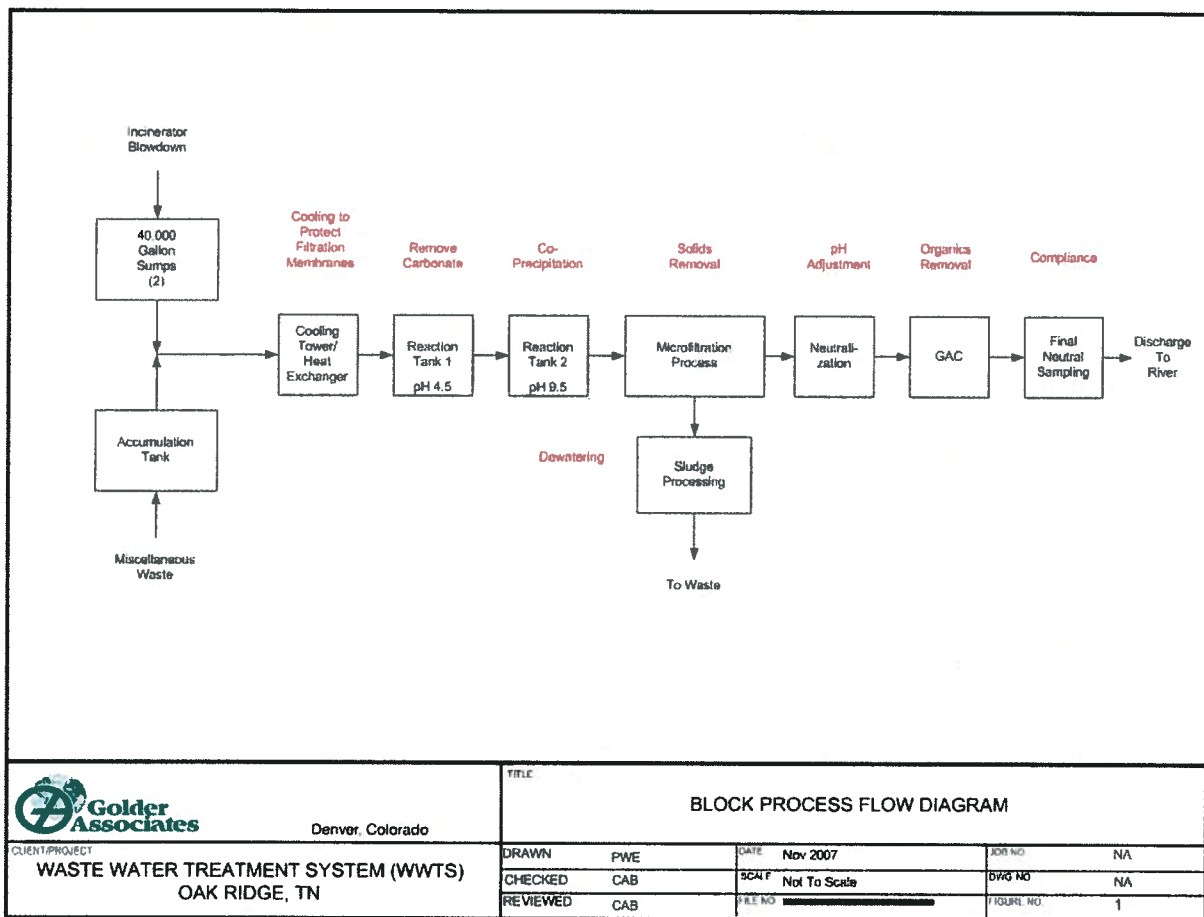 Incinerator
Blowdown
40,000
Gallon
Sumps
(2)
Cooling to
Protect
Filtration
Membranes
Remove
Carbonate
Co-
Precipitation
Solids
Removal
pH
Adjustment
Organics
Removal
Compliance
Cooling
Tower/
Heat
Exchanger
Reaction
Tank 1
pH 4.5
Reaction
Tank 2
pH 9.5
Microfiltration
Process
Neutrali-
zation
GAC
Final
Neutral
Sampling
Discharge
To
River
Accumulation
Tank
Dewatering
Sludge
Processing
Miscellaneous
Waste
To Waste
Golder
Associates
Denver, Colorado
TITLE
BLOCK PROCESS FLOW DIAGRAM
CLIENT/PROJECT
WASTE WATER TREATMENT SYSTEM (WWTS)
OAK RIDGE, TN
DRAWN PWE
DATE Nov 2007
JOB NO. NA
CHECKED CAB
SCALE Not To Scale
DWG NO NA
REVIEWED CAB
FILE NO
FIGURE NO. 1